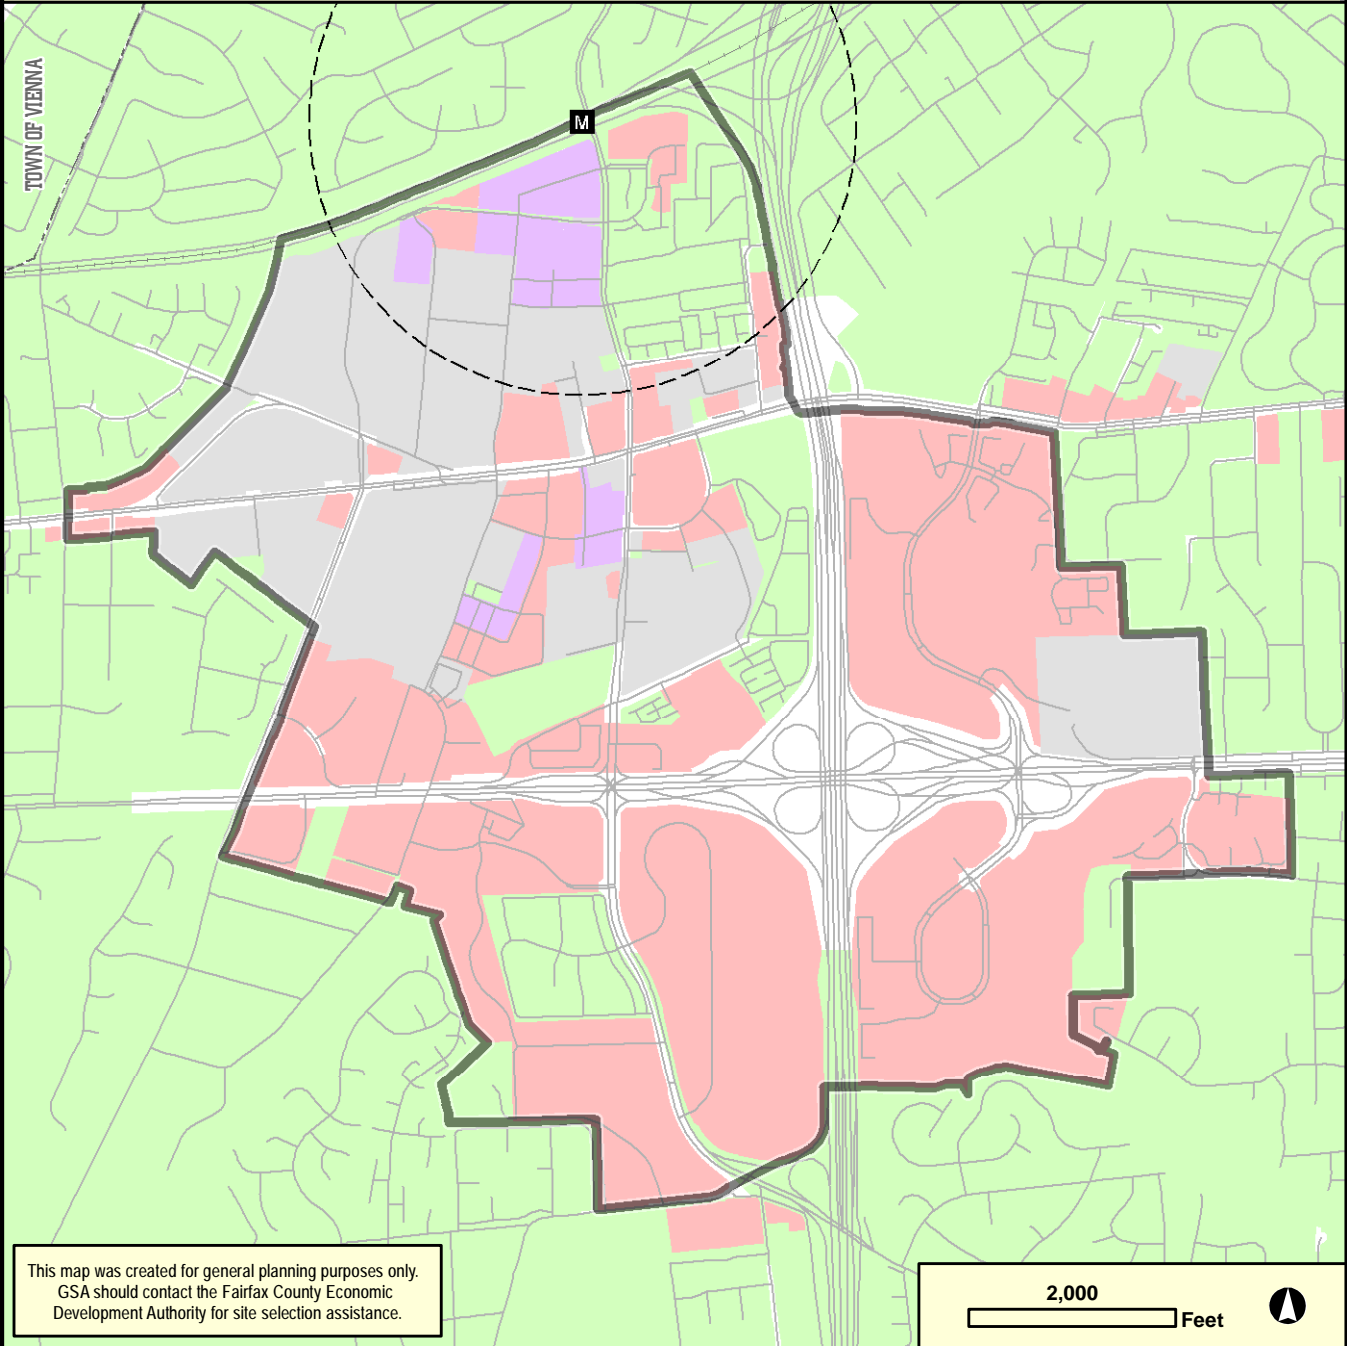 TOWN OF VIENNA
M
This map was created for general planning purposes only.
GSA should contact the Fairfax County Economic
Development Authority for site selection assistance.
2,000
Feet